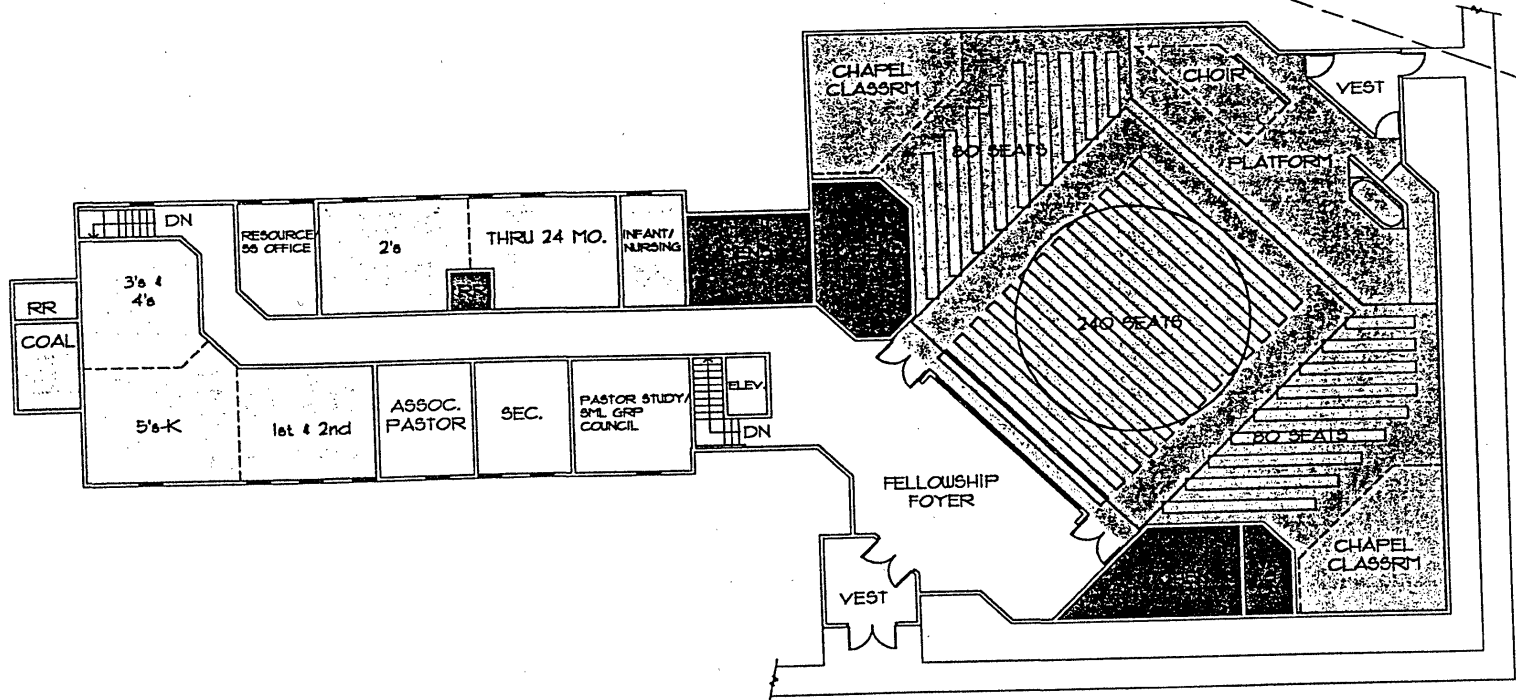 CHAPEL
CLASSRM
80 SEATS
CHOIR
VEST
PLATFORM
DN
RESOURCE/
SS OFFICE
2's
THRU 24 MO.
INFANT/
NURSING
3's &
4's
RR
COAL
240 SEATS
5's-K
1st & 2nd
ASSOC.
PASTOR
SEC.
PASTOR STUDY/
SML GRP
COUNCIL
ELEV.
DN
80 SEATS
FELLOWSHIP
FOYER
CHAPEL
CLASSRM
VEST